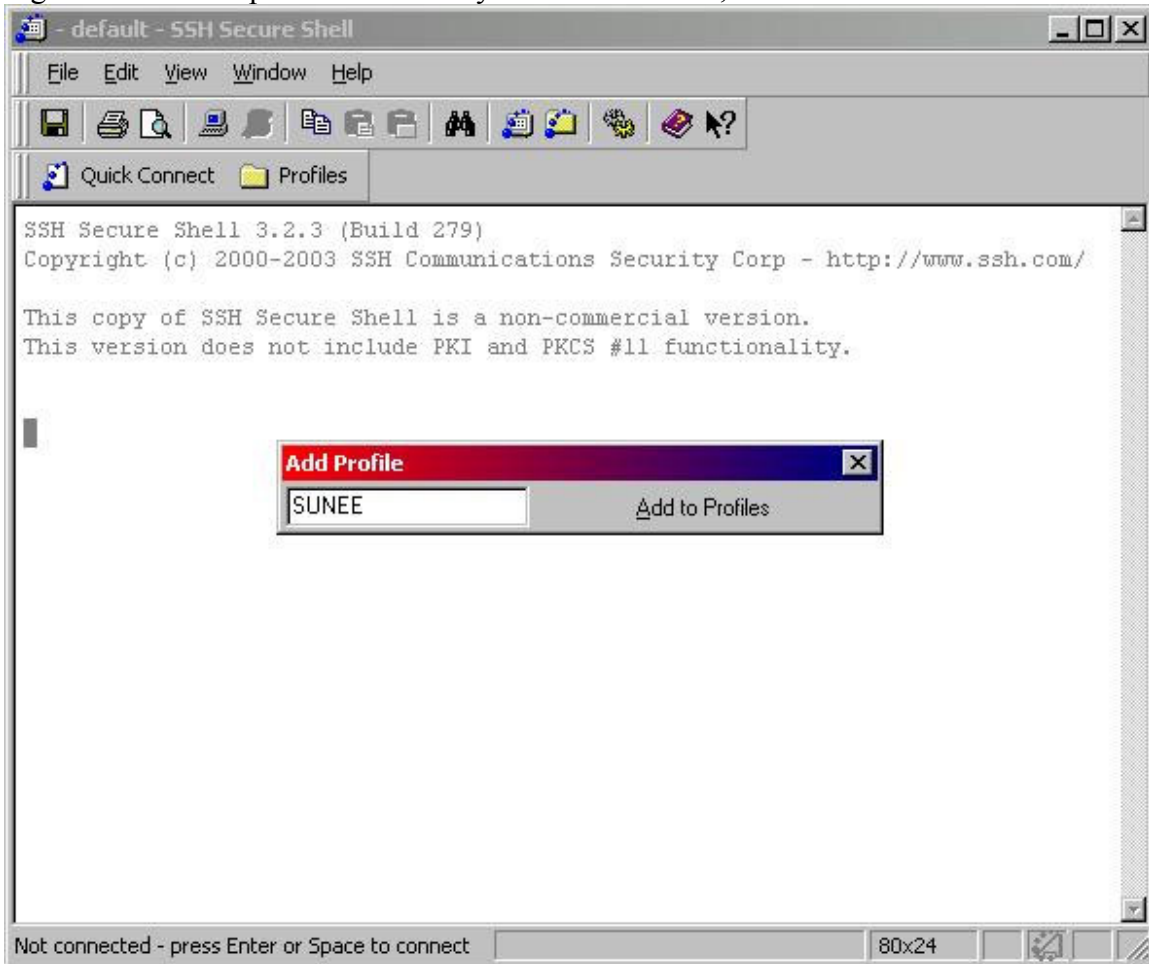 - default - SSH Secure Shell
File Edit View Window Help
Quick Connect Profiles
SSH Secure Shell 3.2.3 (Build 279)
Copyright (c) 2000-2003 SSH Communications Security Corp - http://www.ssh.com/
This copy of SSH Secure Shell is a non-commercial version.
This version does not include PKI and PKCS #11 functionality.
Add Profile
SUNEE Add to Profiles
Not connected - press Enter or Space to connect 80x24